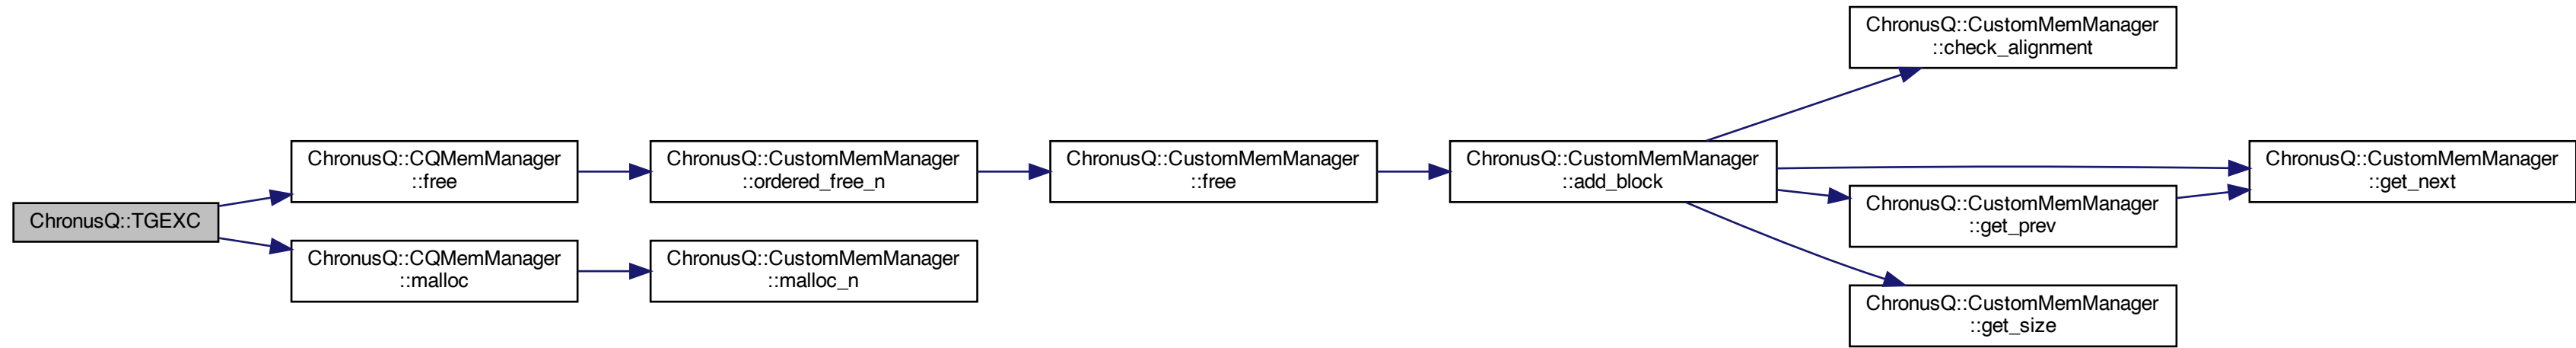 ChronusQ::TGEXC
ChronusQ::CQMemManager
::free
ChronusQ::CQMemManager
::malloc
ChronusQ::CustomMemManager
::ordered_free_n
ChronusQ::CustomMemManager
::malloc_n
ChronusQ::CustomMemManager
::free
ChronusQ::CustomMemManager
::add_block
ChronusQ::CustomMemManager
::check_alignment
ChronusQ::CustomMemManager
::get_prev
ChronusQ::CustomMemManager
::get_size
ChronusQ::CustomMemManager
::get_next